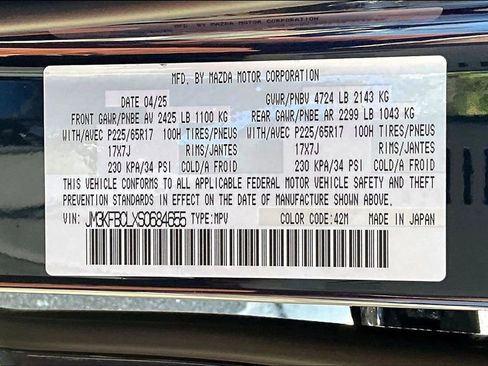 MFD. BY MAZDA MOTOR CORPORATION
DATE 04/25 GVWR/PNBV 4724 LB 2143 KG
FRONT GAWR/PNBE AV 2425 LB 1100 KG REAR GAWR/PNBE AR 2299 LB 1043 KG
WITH/AVEC P225/65R17 100H TIRES/PNEUS WITH/AVEC P225/65R17 100H TIRES/PNEUS
17X7J RIMS/JANTES 17X7J RIMS/JANTES
230 KPA/34 PSI COLD/A FROID 230 KPA/34 PSI COLD/A FROID
THIS VEHICLE CONFORMS TO ALL APPLICABLE FEDERAL MOTOR VEHICLE SAFETY AND THEFT
PREVENTION STANDARDS IN EFFECT ON THE DATE OF MANUFACTURE SHOWN ABOVE.
VIN: JM3KFBCLXS0684655 TYPE: MPV COLOR CODE: 42M MADE IN JAPAN